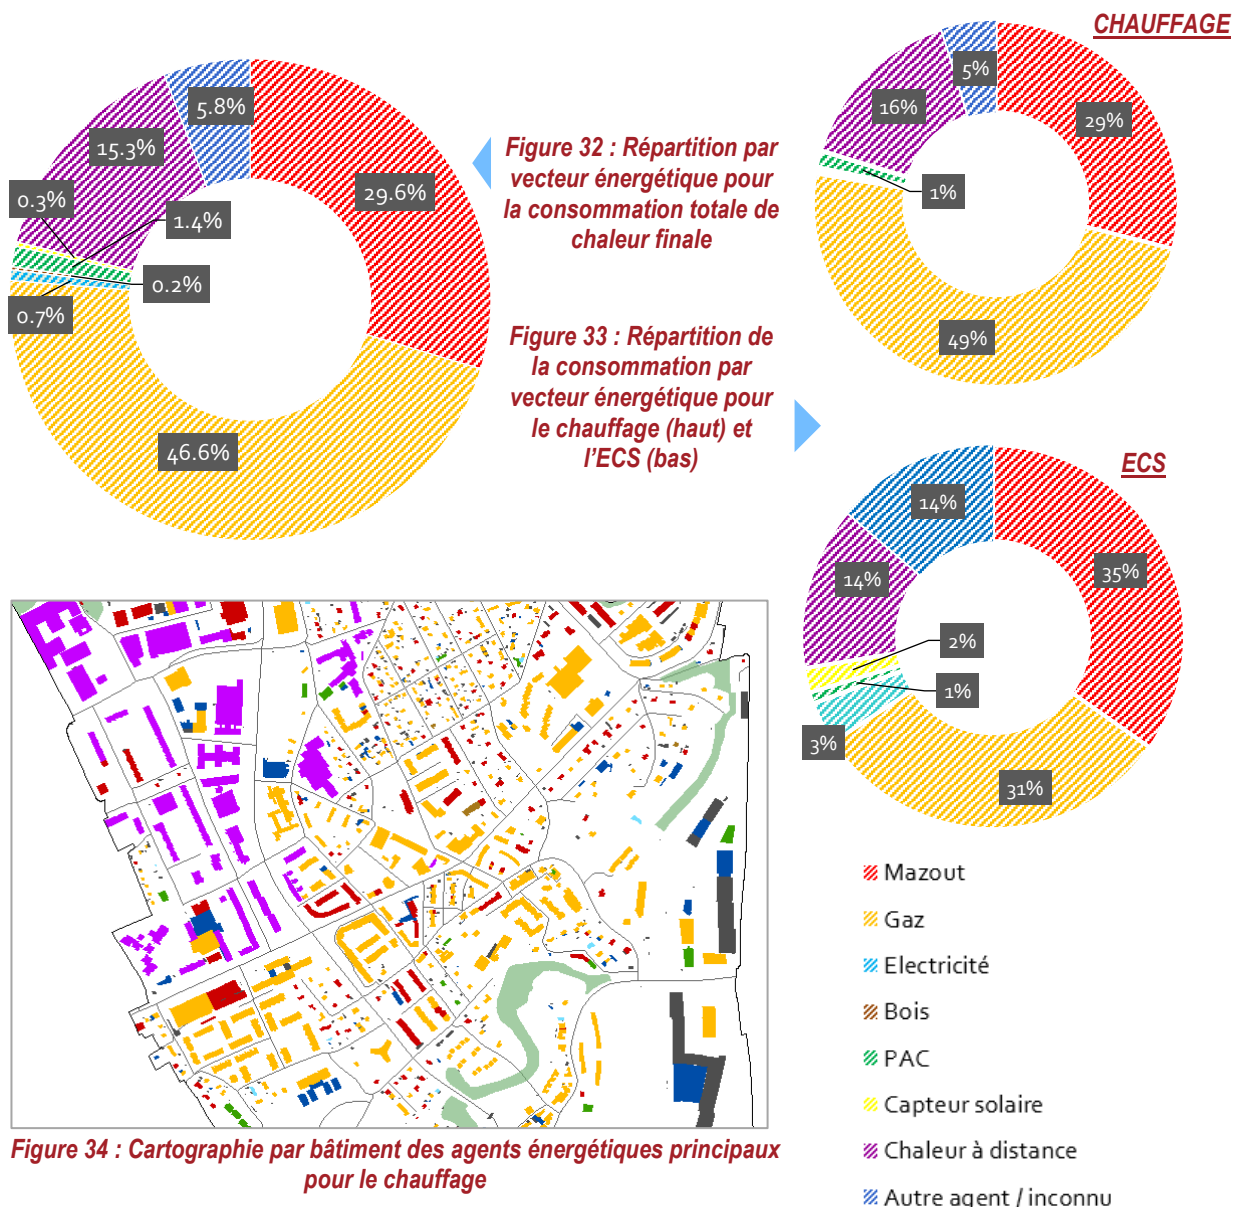 CHAUFFAGE
5.8%
15.3%
29.6%
0.3%
1.4%
0.2%
0.7%
46.6%
Figure 32 : Répartition par
vecteur énergétique pour
la consommation totale de
chaleur finale
5%
16%
29%
1%
49%
Figure 33 : Répartition de
la consommation par
vecteur énergétique pour
le chauffage (haut) et
l'ECS (bas)
ECS
14%
35%
14%
2%
1%
3%
31%
Mazout
Gaz
Electricité
Bois
PAC
Capteur solaire
Chaleur à distance
Autre agent / inconnu
Figure 34 : Cartographie par bâtiment des agents énergétiques principaux
pour le chauffage